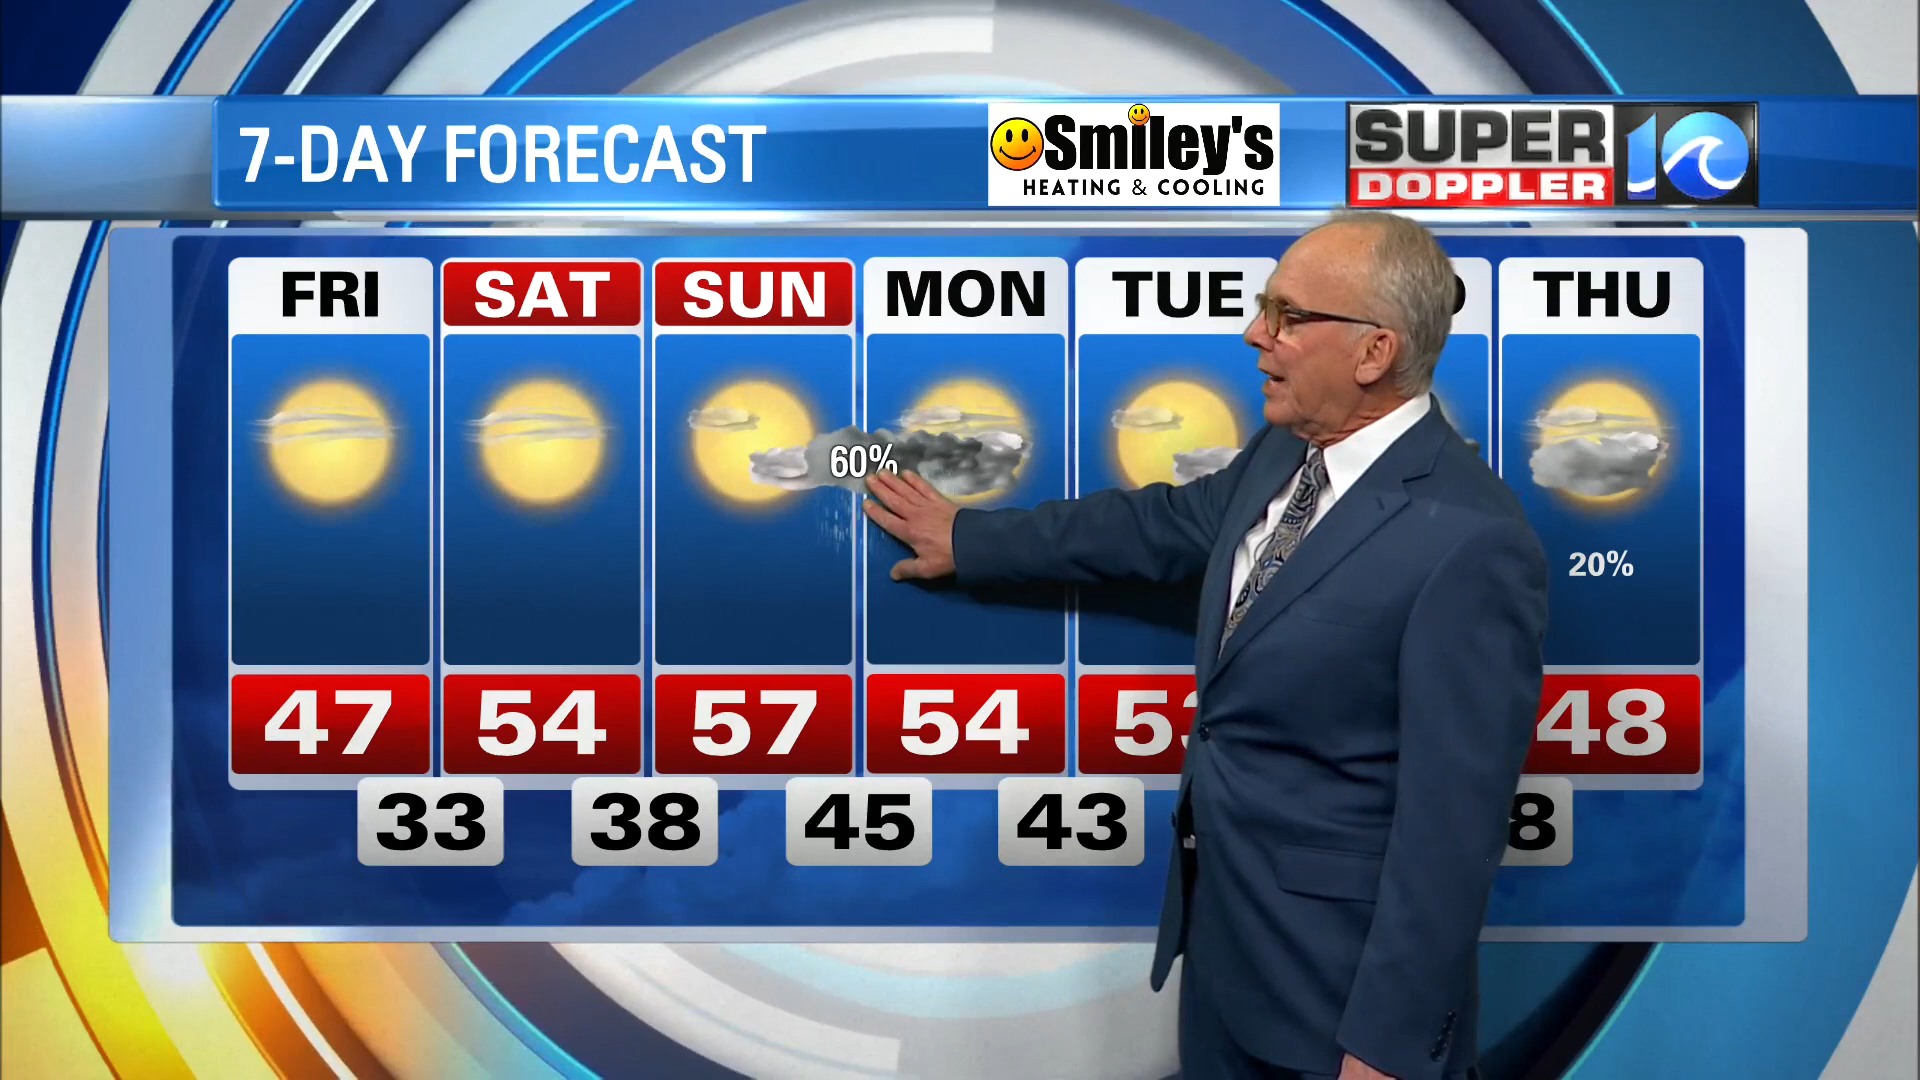 7-DAY FORECAST
Smiley's
HEATING & COOLING
SUPER
DOPPLER
10
FRI
SAT
SUN
MON
TUE
THU
60%
20%
47
54
57
54
48
33
38
45
43